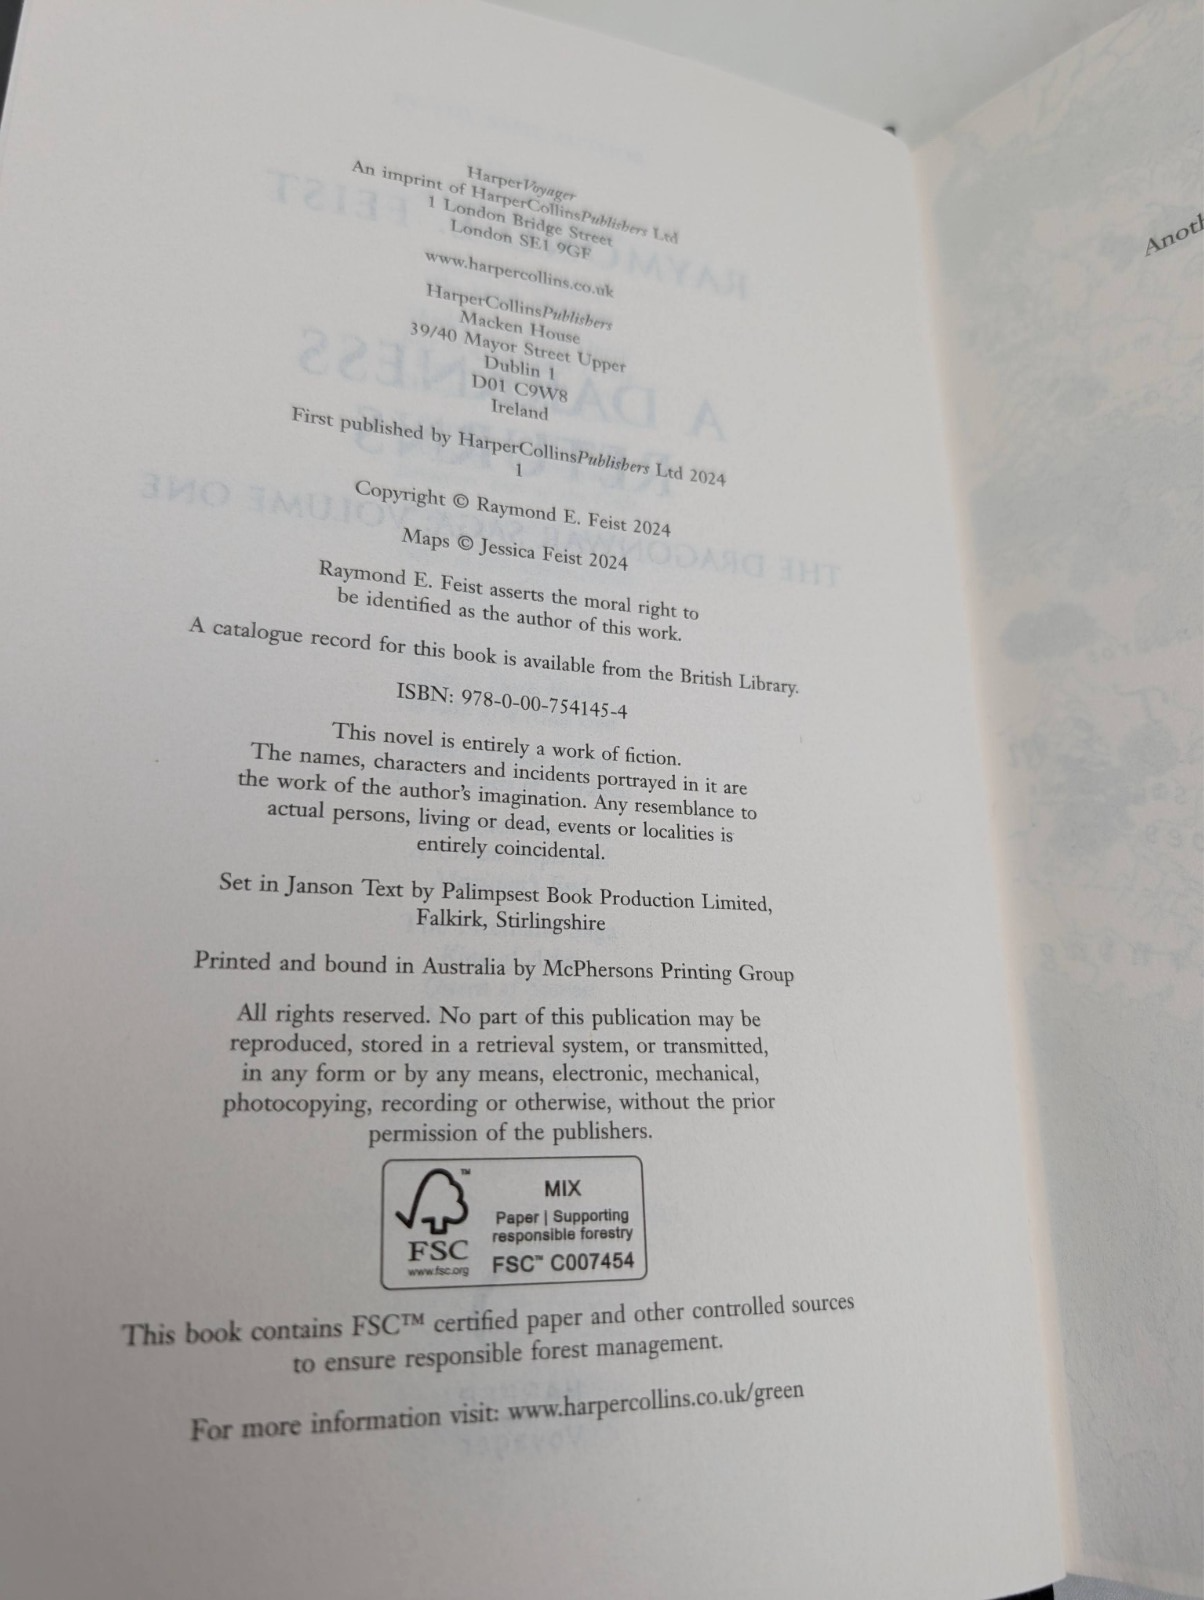 HarperVoyager
An imprint of HarperCollinsPublishers Ltd
1 London Bridge Street
London SE1 9GF
www.harpercollins.co.uk
HarperCollinsPublishers
Macken House
39/40 Mayor Street Upper
Dublin 1
D01 C9W8
Ireland
First published by HarperCollinsPublishers Ltd 2024
1
Copyright © Raymond E. Feist 2024
Maps © Jessica Feist 2024
Raymond E. Feist asserts the moral right to
be identified as the author of this work.
A catalogue record for this book is available from the British Library.
ISBN: 978-0-00-754145-4
This novel is entirely a work of fiction.
The names, characters and incidents portrayed in it are
the work of the author's imagination. Any resemblance to
actual persons, living or dead, events or localities is
entirely coincidental.
Set in Janson Text by Palimpsest Book Production Limited,
Falkirk, Stirlingshire
Printed and bound in Australia by McPhersons Printing Group
All rights reserved. No part of this publication may be
reproduced, stored in a retrieval system, or transmitted,
in any form or by any means, electronic, mechanical,
photocopying, recording or otherwise, without the prior
permission of the publishers.
FSC
www.fsc.org
MIX
Paper | Supporting
responsible forestry
FSC™ C007454
This book contains FSC™ certified paper and other controlled sources
to ensure responsible forest management.
For more information visit: www.harpercollins.co.uk/green